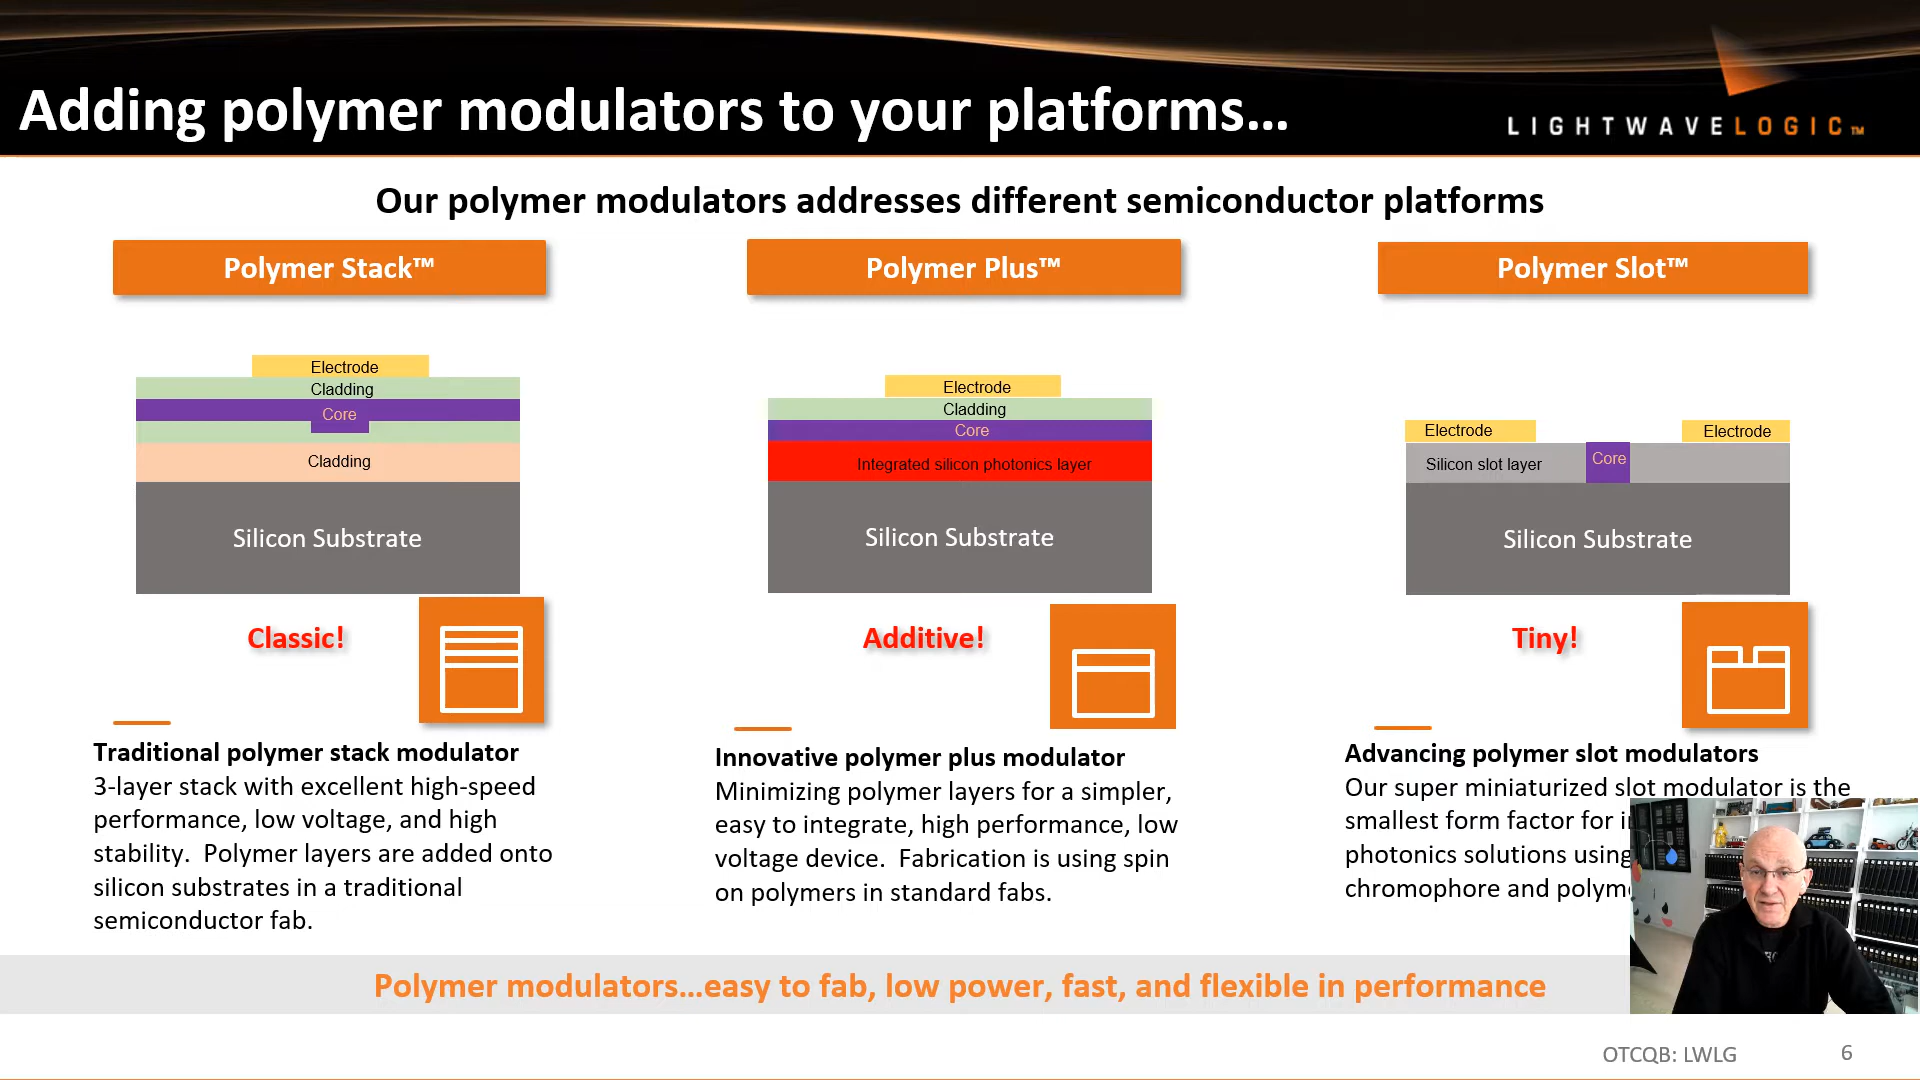 Adding polymer modulators to your platforms...
LIGHTWAVELOGIC™
Our polymer modulators addresses different semiconductor platforms
Polymer Stack™
Electrode
Cladding
Core
Cladding
Silicon Substrate
Classic!
Traditional polymer stack modulator
3-layer stack with excellent high-speed
performance, low voltage, and high
stability.  Polymer layers are added onto
silicon substrates in a traditional
semiconductor fab.
Polymer Plus™
Electrode
Cladding
Core
Integrated silicon photonics layer
Silicon Substrate
Additive!
Innovative polymer plus modulator
Minimizing polymer layers for a simpler,
easy to integrate, high performance, low
voltage device.  Fabrication is using spin
on polymers in standard fabs.
Polymer Slot™
Electrode
Electrode
Silicon slot layer
Core
Silicon Substrate
Tiny!
Advancing polymer slot modulators
Our super miniaturized slot modulator is the
smallest form factor for
photonics solutions using
chromophore and
Polymer modulators...easy to fab, low power, fast, and flexible in performance
OTCQB: LWLG
6